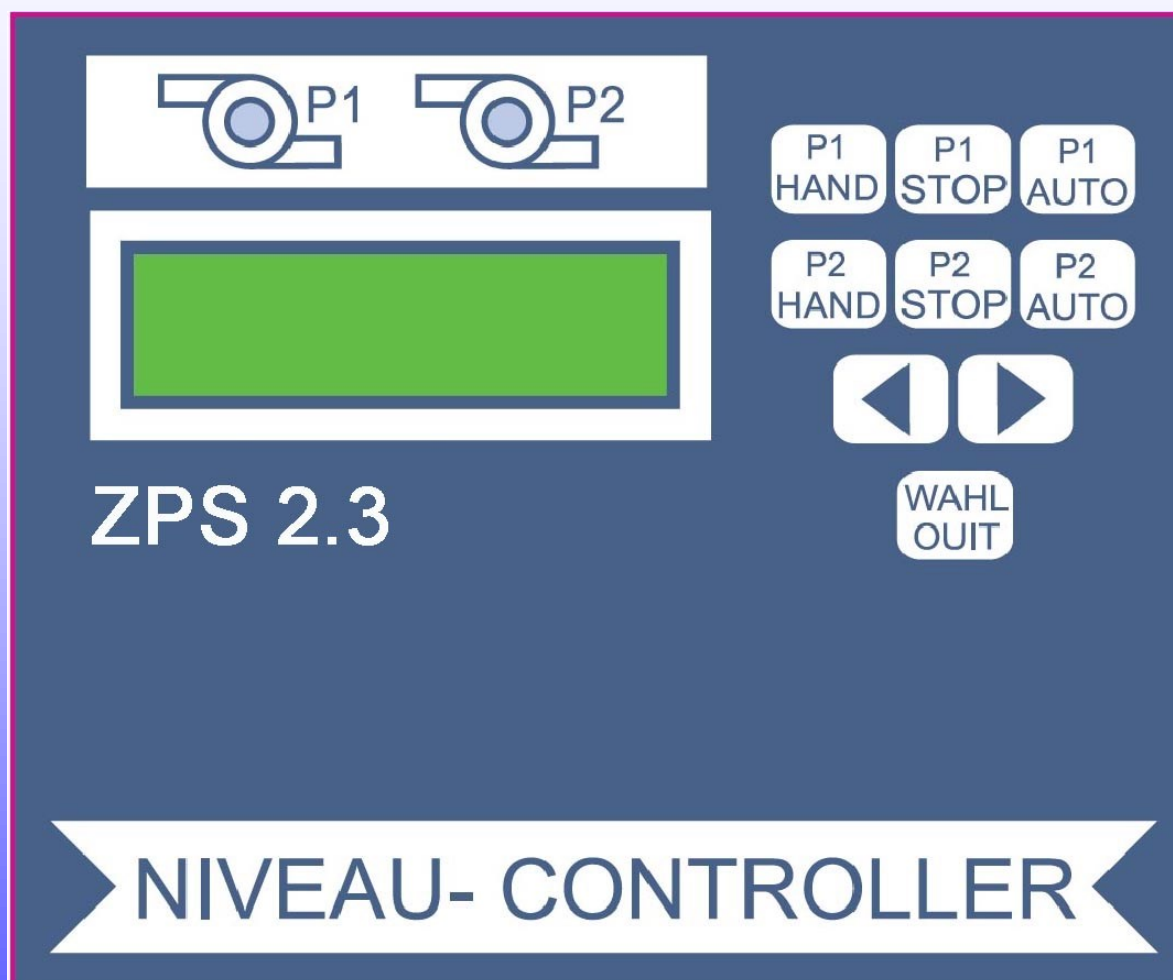 P1 P2
P1 HAND
P1 STOP
P1 AUTO
P2 HAND
P2 STOP
P2 AUTO
WAHL
OUIT
ZPS 2.3
NIVEAU- CONTROLLER